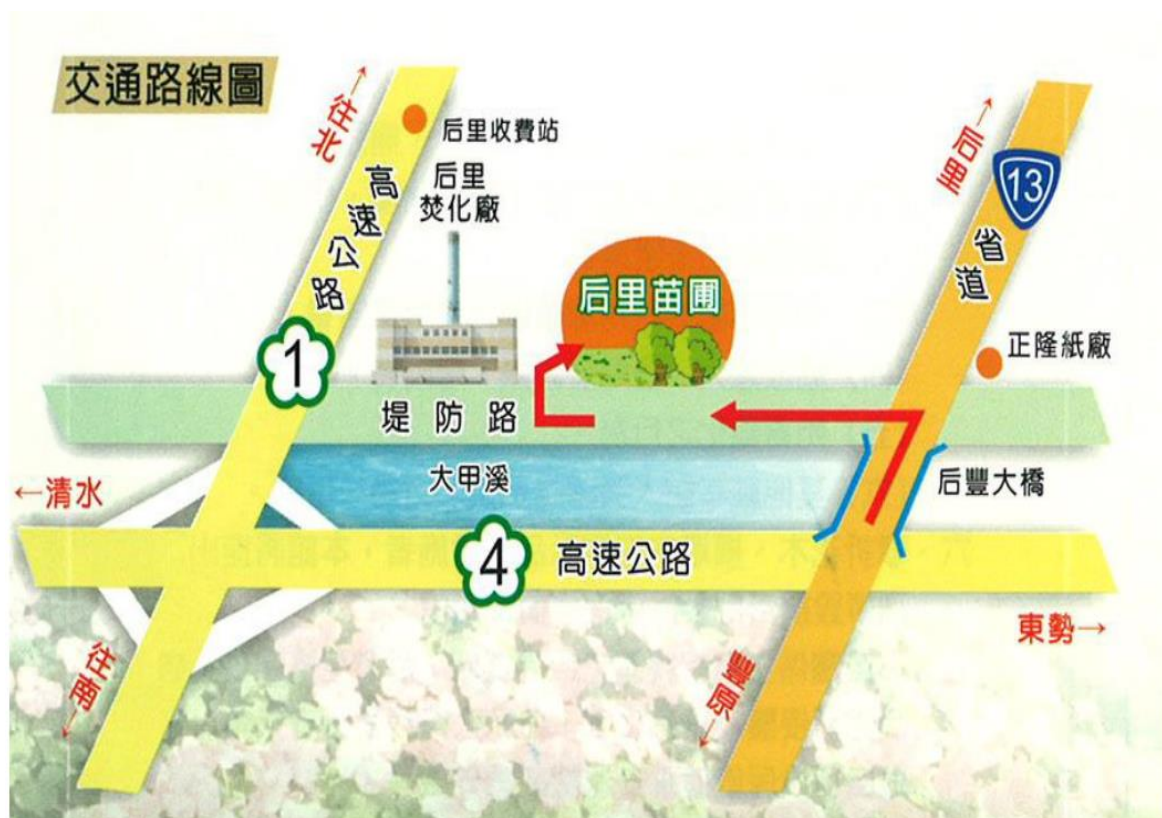 交通路線圖
←往北
后里收費站
后里
焚化廠
高速公路
1
后里苗圃
←后里
13
省道
正隆紙廠
堤防路
大甲溪
后豐大橋
←清水
4
高速公路
東勢→
往南→
豐原→